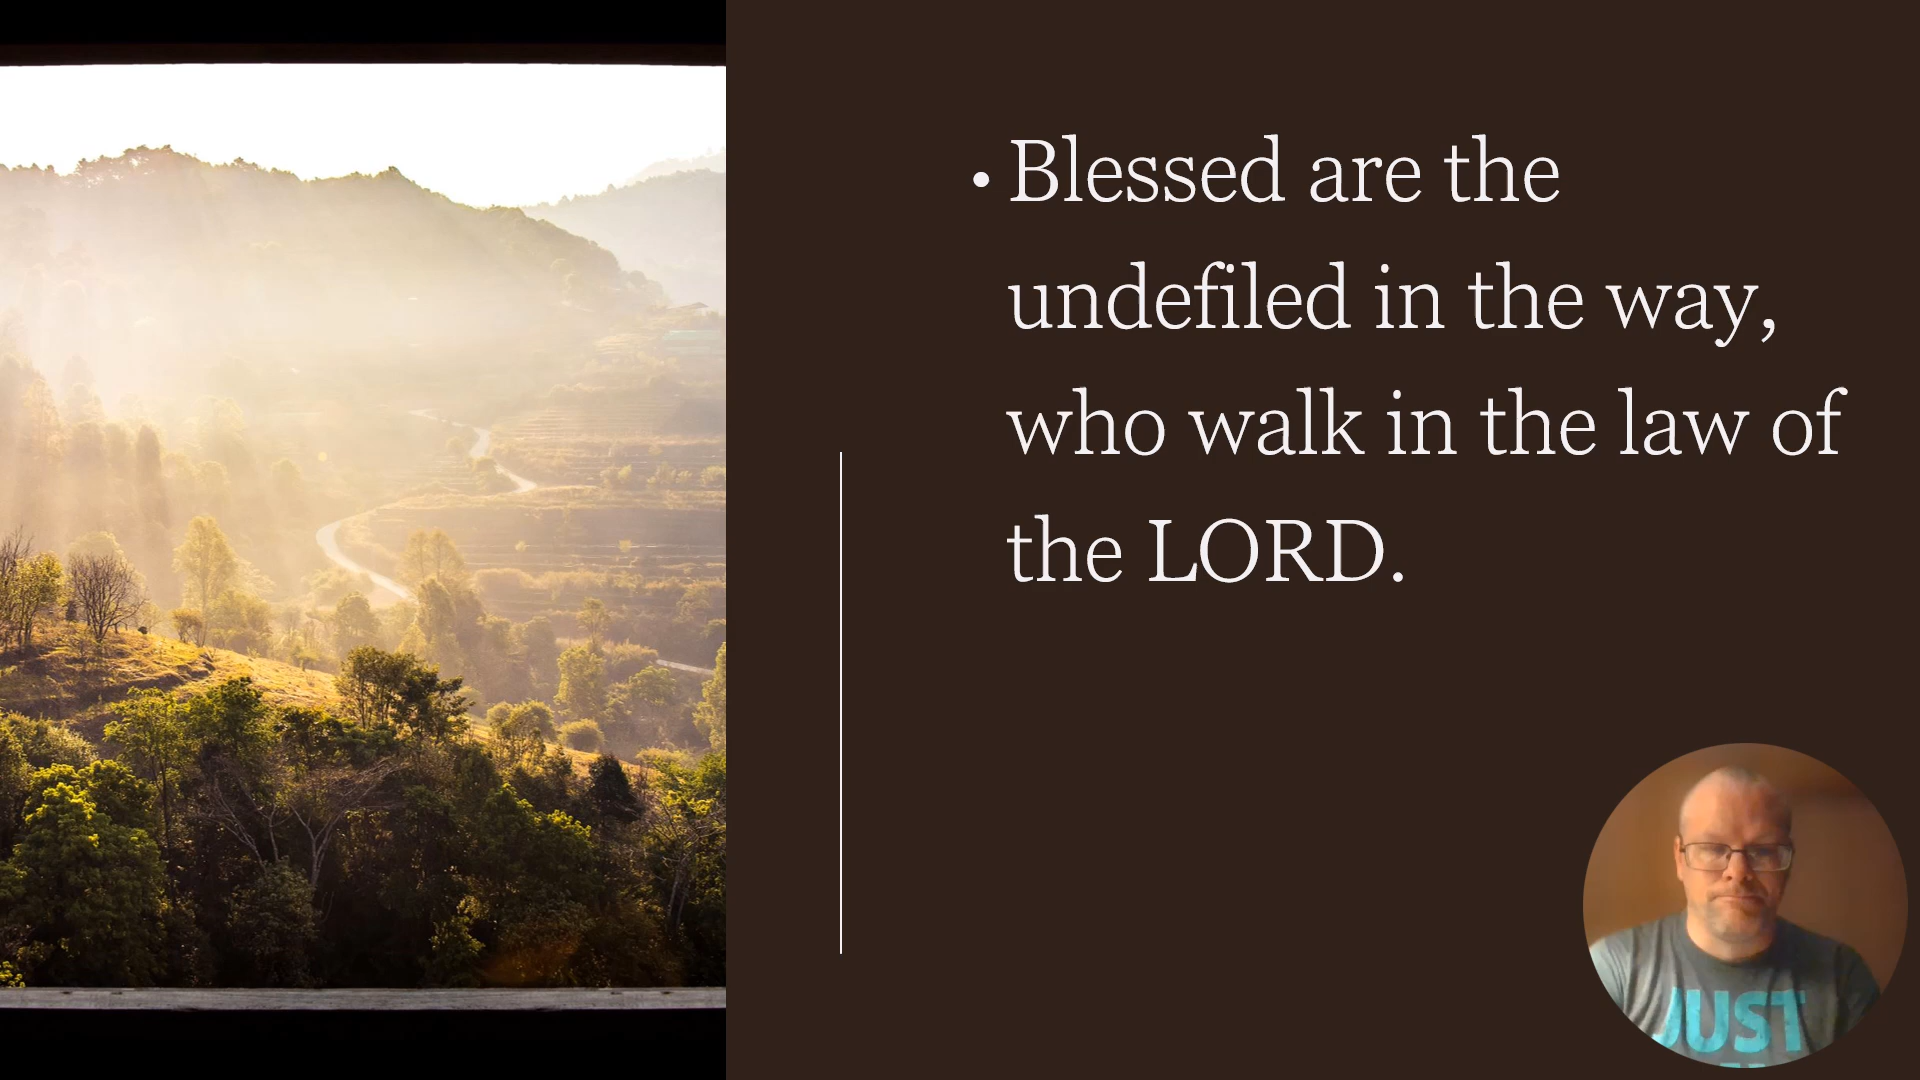 • Blessed are the
undefiled in the way,
who walk in the law of
the LORD.
JUST